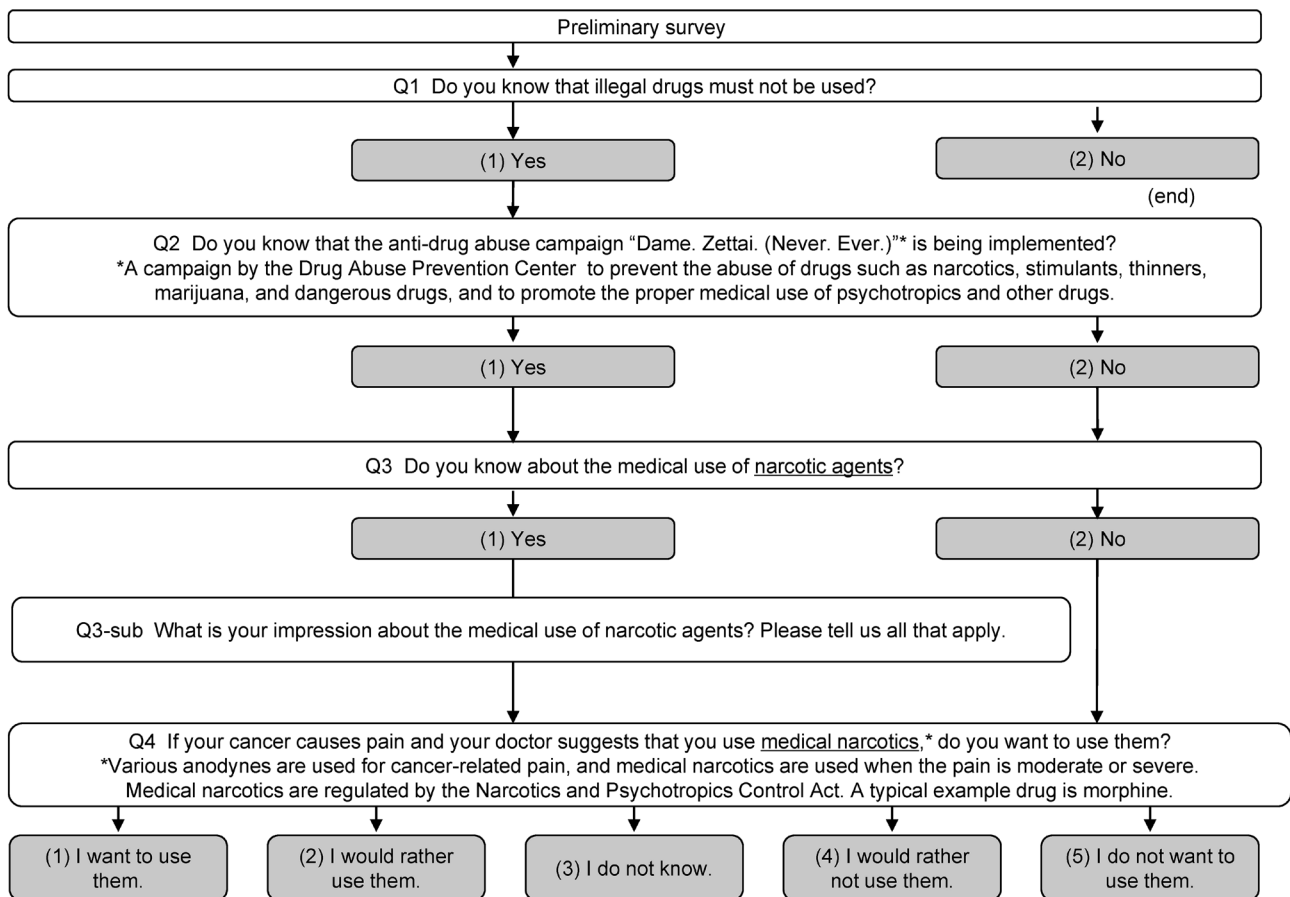 Preliminary survey
Q1 Do you know that illegal drugs must not be used?
(1) Yes
(2) No
(end)
Q2 Do you know that the anti-drug abuse campaign “Dame. Zettai. (Never. Ever.)”* is being implemented?
*A campaign by the Drug Abuse Prevention Center to prevent the abuse of drugs such as narcotics, stimulants, thinners,
marijuana, and dangerous drugs, and to promote the proper medical use of psychotropics and other drugs.
(1) Yes
(2) No
Q3 Do you know about the medical use of narcotic agents?
(1) Yes
(2) No
Q3-sub What is your impression about the medical use of narcotic agents? Please tell us all that apply.
Q4 If your cancer causes pain and your doctor suggests that you use medical narcotics,* do you want to use them?
*Various anodynes are used for cancer-related pain, and medical narcotics are used when the pain is moderate or severe.
Medical narcotics are regulated by the Narcotics and Psychotropics Control Act. A typical example drug is morphine.
(1) I want to use
them.
(2) I would rather
use them.
(3) I do not know.
(4) I would rather
not use them.
(5) I do not want to
use them.